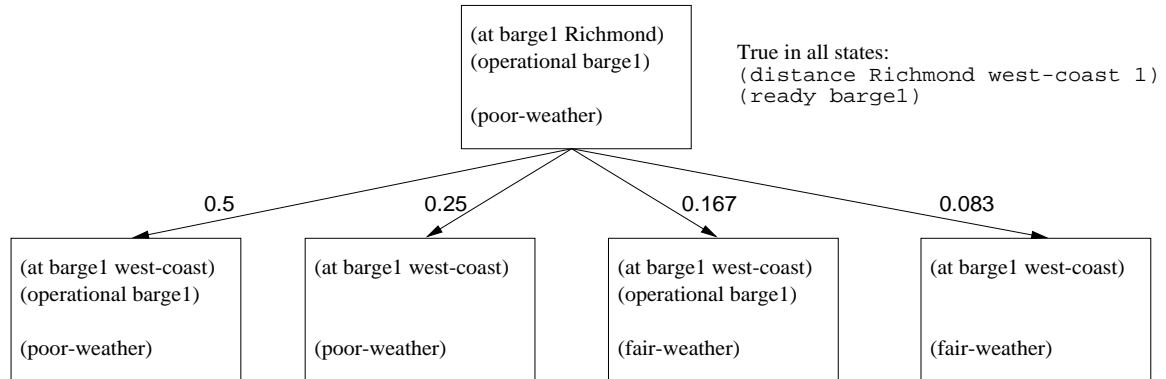 (at barge1 Richmond)
(operational barge1)
(poor-weather)
True in all states:
(distance Richmond west-coast 1)
(ready barge1)
0.5
0.25
0.167
0.083
(at barge1 west-coast)
(operational barge1)
(poor-weather)
(at barge1 west-coast)
(poor-weather)
(at barge1 west-coast)
(operational barge1)
(fair-weather)
(at barge1 west-coast)
(fair-weather)